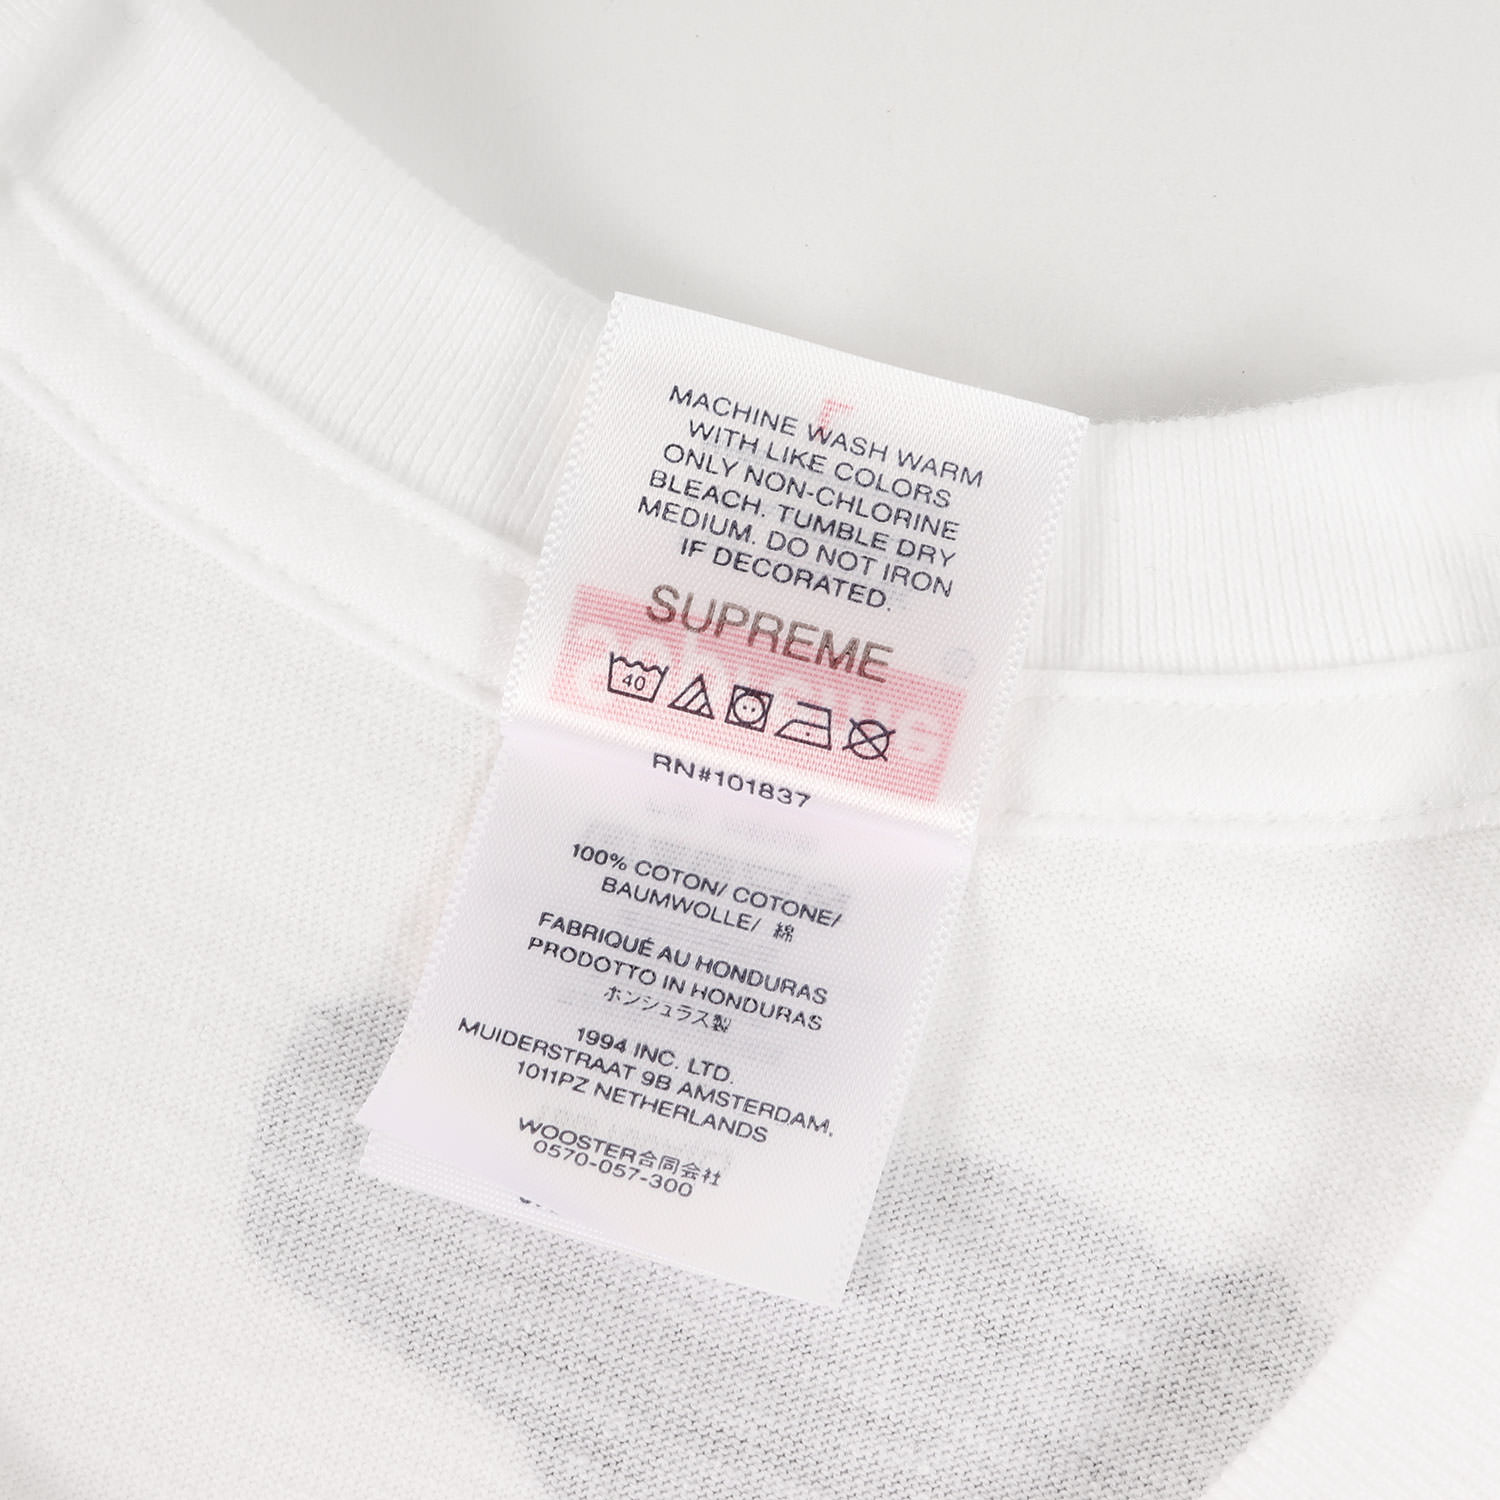 MACHINE WASH WARM
WITH LIKE COLORS
ONLY NON-CHLORINE
BLEACH. TUMBLE DRY
MEDIUM. DO NOT IRON
IF DECORATED.
SUPREME
40
RN#101837
100% COTON/ COTONE/
BAUMWOLLE/ 綿
FABRIQUÉ AU HONDURAS
PRODOTTO IN HONDURAS
ホンジュラス製
1994 INC. LTD.
MUIDERSTRAAT 9B AMSTERDAM,
1011PZ NETHERLANDS
WOOSTER合同会社
0570-057-300